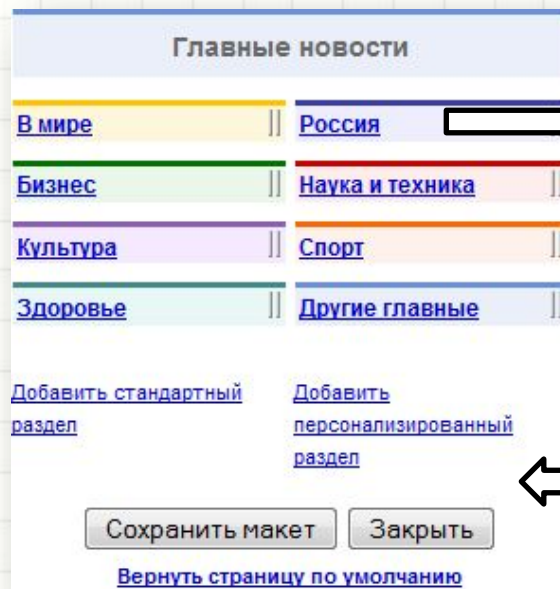 Главные новости
В мире
Россия
Бизнес
Наука и техника
Культура
Спорт
Здоровье
Другие главные
Добавить стандартный
раздел
Добавить
персонализированный
раздел
Сохранить макет
Закрыть
Вернуть страницу по умолчанию